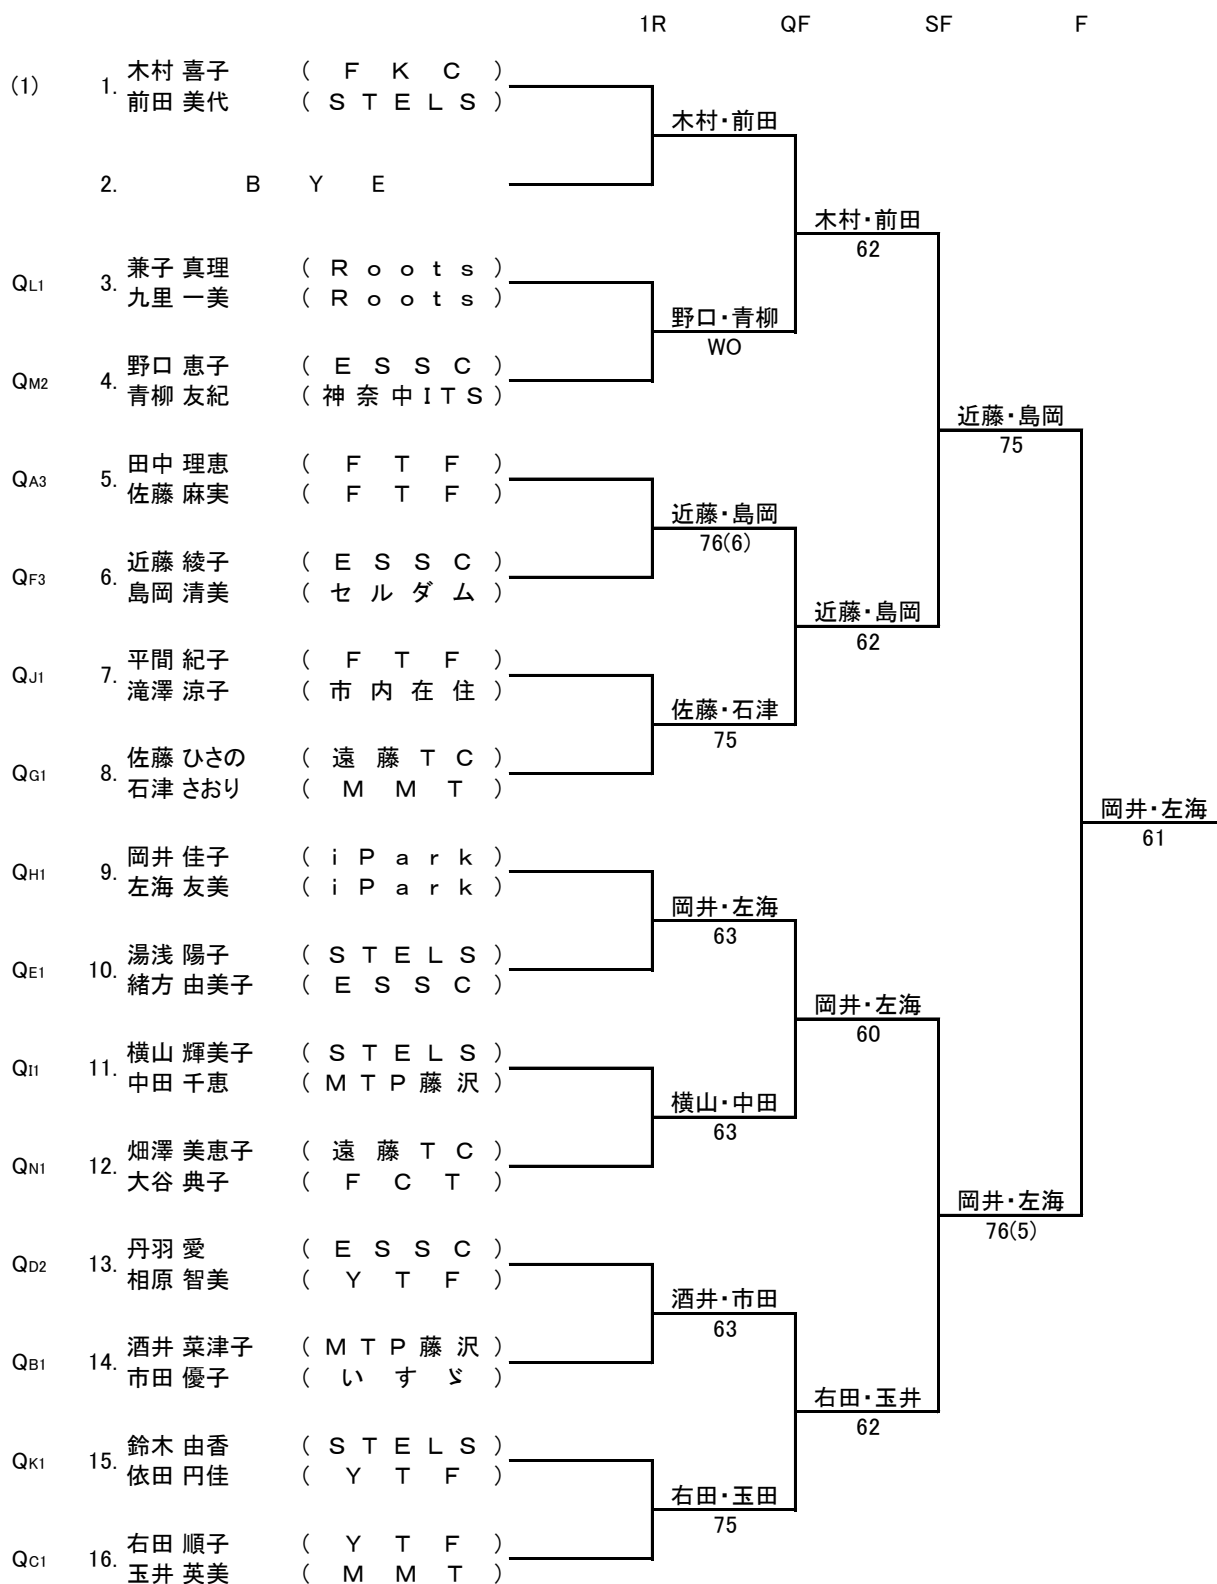 1R QF SF F
(1) 1. 木村 喜子 ( F K C )
前田 美代 ( S T E L S )
木村・前田
2. B Y E
木村・前田
62
QL1 3. 兼子 真理 ( R o o t s )
九里 一美 ( R o o t s )
野口・青柳
WO
QM2 4. 野口 恵子 ( E S S C )
青柳 友紀 ( 神 奈 中 I T S )
近藤・島岡
75
QA3 5. 田中 理恵 ( F T F )
佐藤 麻実 ( F T F )
近藤・島岡
76(6)
QF3 6. 近藤 綾子 ( E S S C )
島岡 清美 ( セ ル ダ ム )
近藤・島岡
62
QJ1 7. 平間 紀子 ( F T F )
滝澤 涼子 ( 市 内 在 住 )
佐藤・石津
75
QG1 8. 佐藤 ひさの ( 遠 藤 T C )
石津 さおり ( M M T )
岡井・左海
61
QH1 9. 岡井 佳子 ( i P a r k )
左海 友美 ( i P a r k )
岡井・左海
63
QE1 10. 湯浅 陽子 ( S T E L S )
緒方 由美子 ( E S S C )
岡井・左海
60
QI1 11. 横山 輝美子 ( S T E L S )
中田 千恵 ( M T P 藤 沢 )
横山・中田
63
QN1 12. 畑澤 美恵子 ( 遠 藤 T C )
大谷 典子 ( F C T )
岡井・左海
76(5)
QD2 13. 丹羽 愛 ( E S S C )
相原 智美 ( Y T F )
酒井・市田
63
QB1 14. 酒井 菜津子 ( M T P 藤 沢 )
市田 優子 ( い す ゞ )
右田・玉井
62
QK1 15. 鈴木 由香 ( S T E L S )
依田 円佳 ( Y T F )
右田・玉田
75
QC1 16. 右田 順子 ( Y T F )
玉井 英美 ( M M T )